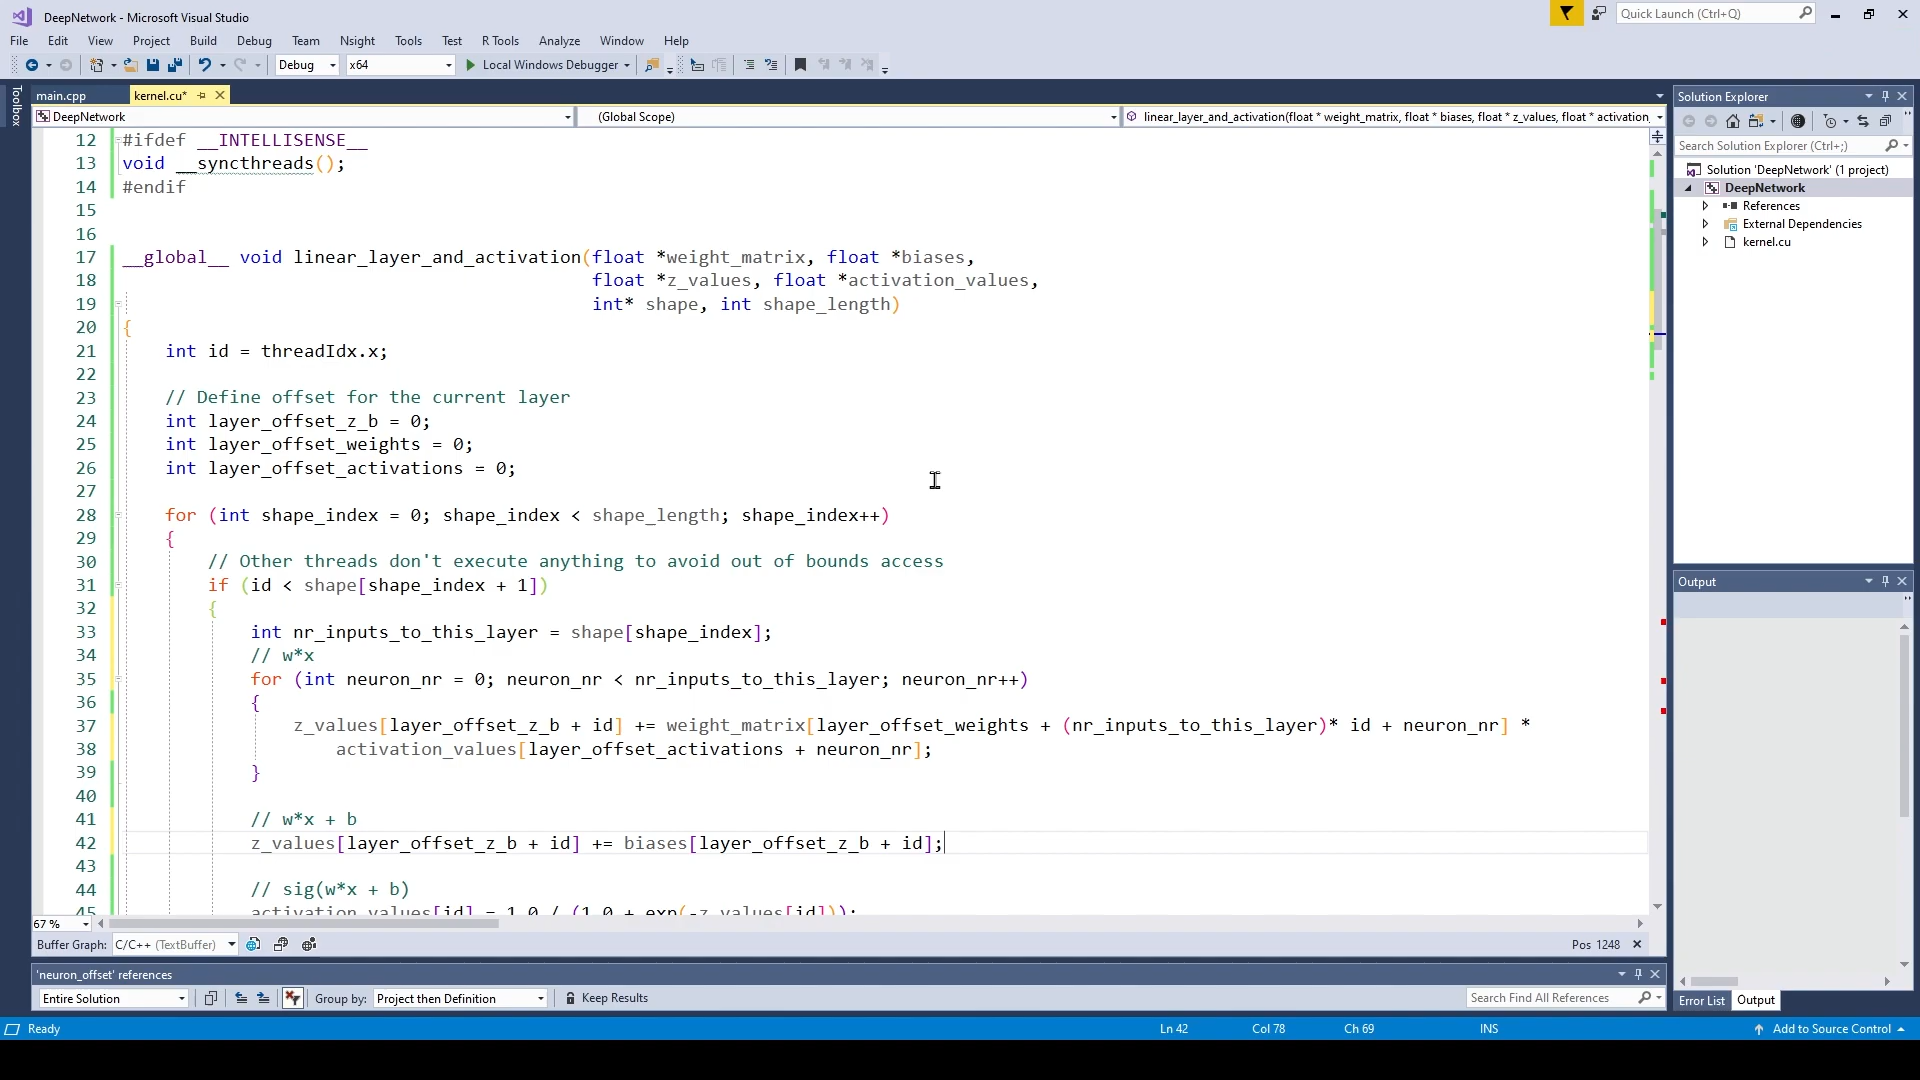 DeepNetwork - Microsoft Visual Studio
Quick Launch (Ctrl+Q)
File Edit View Project Build Debug Team Nsight Tools Test R Tools Analyze Window Help
Debug x64 Local Windows Debugger
Toolbox
main.cpp kernel.cu*
DeepNetwork (Global Scope) linear_layer_and_activation(float * weight_matrix, float * biases, float * z_values, float * activation_
12 #ifdef __INTELLISENSE__
13 void __syncthreads();
14 #endif
15
16
17 __global__ void linear_layer_and_activation(float *weight_matrix, float *biases,
18 float *z_values, float *activation_values,
19 int* shape, int shape_length)
20 {
21 int id = threadIdx.x;
22
23 // Define offset for the current layer
24 int layer_offset_z_b = 0;
25 int layer_offset_weights = 0;
26 int layer_offset_activations = 0;
27
28 for (int shape_index = 0; shape_index < shape_length; shape_index++)
29 {
30 // Other threads don't execute anything to avoid out of bounds access
31 if (id < shape[shape_index + 1])
32 {
33 int nr_inputs_to_this_layer = shape[shape_index];
34 // w*x
35 for (int neuron_nr = 0; neuron_nr < nr_inputs_to_this_layer; neuron_nr++)
36 {
37 z_values[layer_offset_z_b + id] += weight_matrix[layer_offset_weights + (nr_inputs_to_this_layer)* id + neuron_nr] *
38 activation_values[layer_offset_activations + neuron_nr];
39 }
40
41 // w*x + b
42 z_values[layer_offset_z_b + id] += biases[layer_offset_z_b + id];
43
44 // sig(w*x + b)
45 activation_values[id] = 1.0 / (1.0 + exp(-z_values[id]));
67 %
Buffer Graph: C/C++ (TextBuffer) Pos 1248
'neuron_offset' references
Entire Solution Group by: Project then Definition Keep Results Search Find All References
Ready Ln 42 Col 78 Ch 69 INS Add to Source Control
Solution Explorer
Search Solution Explorer (Ctrl+;)
Solution 'DeepNetwork' (1 project)
DeepNetwork
References
External Dependencies
kernel.cu
Output
Error List Output